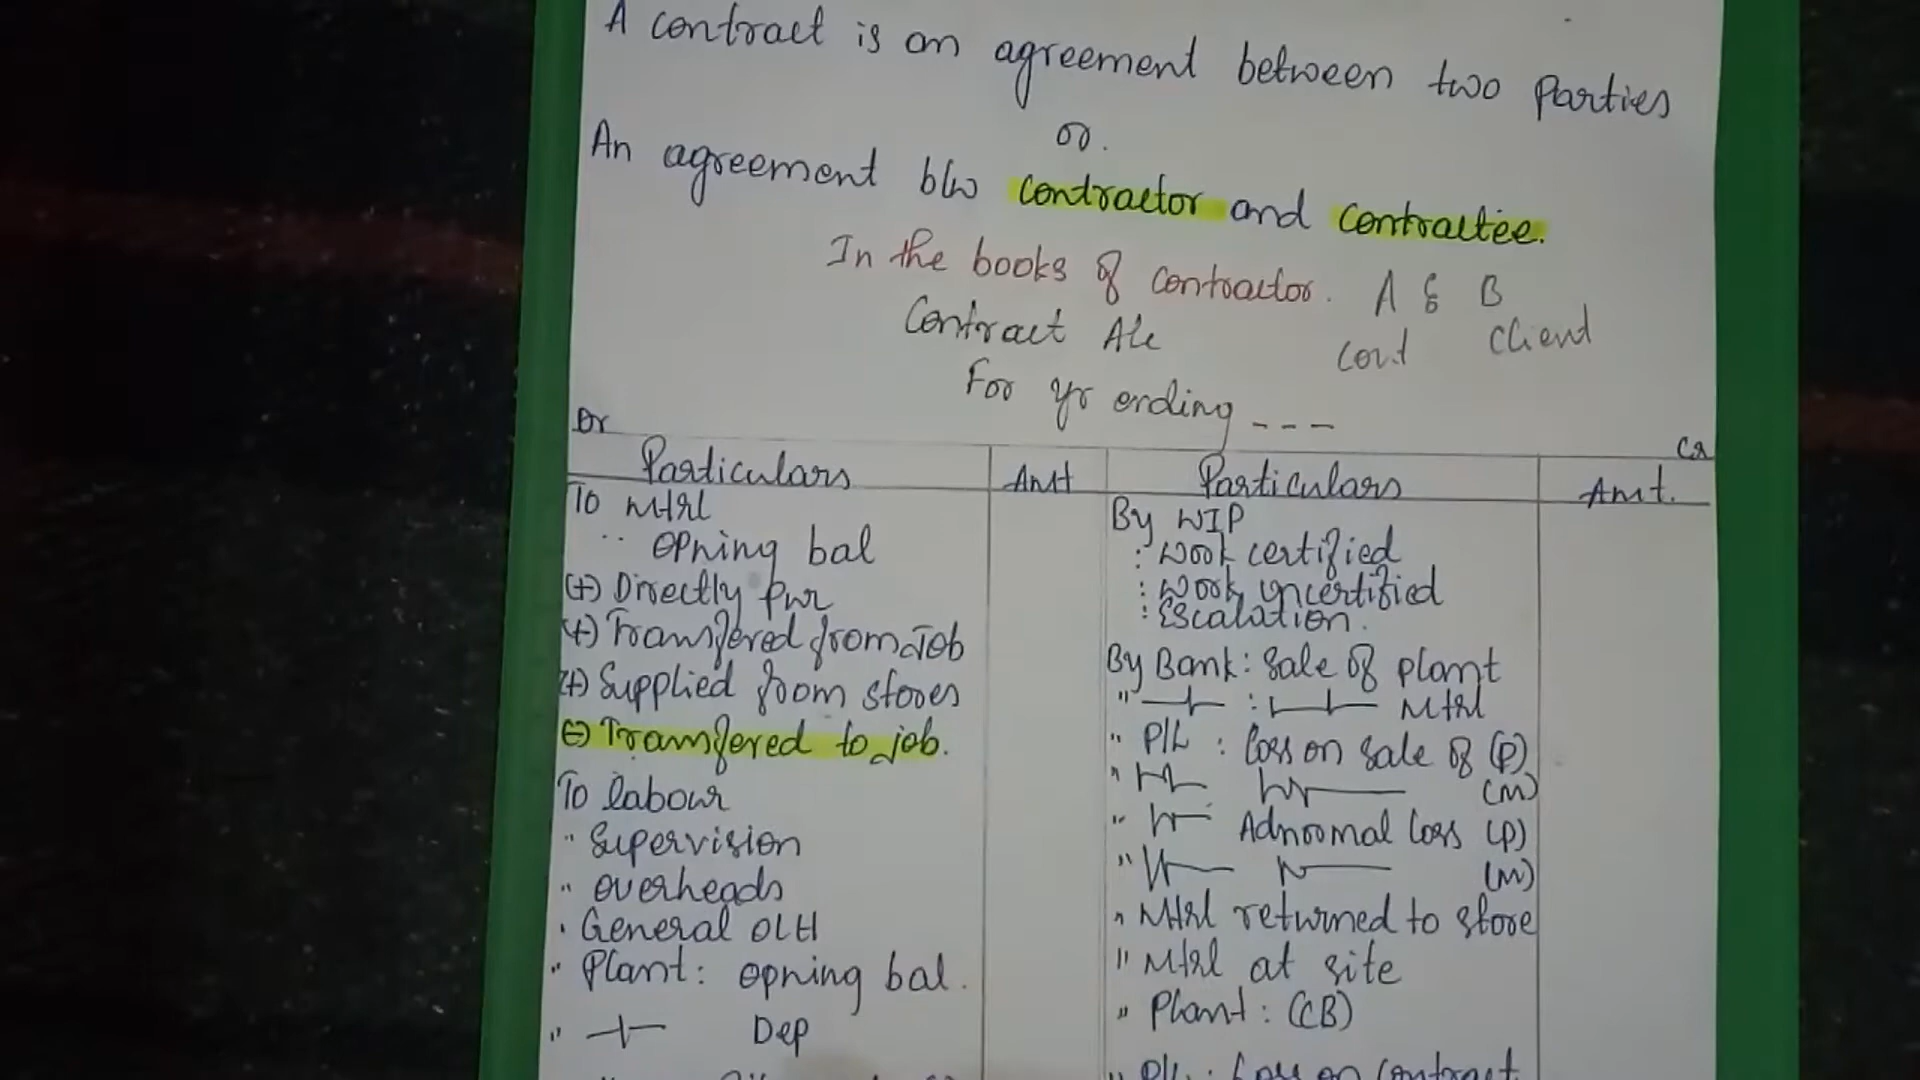 A contract is an agreement between two Parties
or.
An agreement b/w contractor and contractee.
In the books of contractor. A & B
Contract A/c cont client
For yr ending ---
Dr Cr
Particulars Amt Particulars Amt.
To Mtrl
" Opning bal
(+) Directly pur
(+) Transfered from Job
(+) Supplied from stores
(-) Transfered to job.
To labour
" Supervision
" overheads
" General O/H
" Plant: opning bal.
" Dep
By WIP
: Work certified
: Work uncertified
: Escalation.
By Bank: Sale of plant
" : Mtrl
" P/L : loss on sale of (P)
" (M)
" Adnormal loss (P)
" (M)
" Mtrl returned to store
" Mtrl at site
" Plant: (CB)
" P/L: Loss on contract